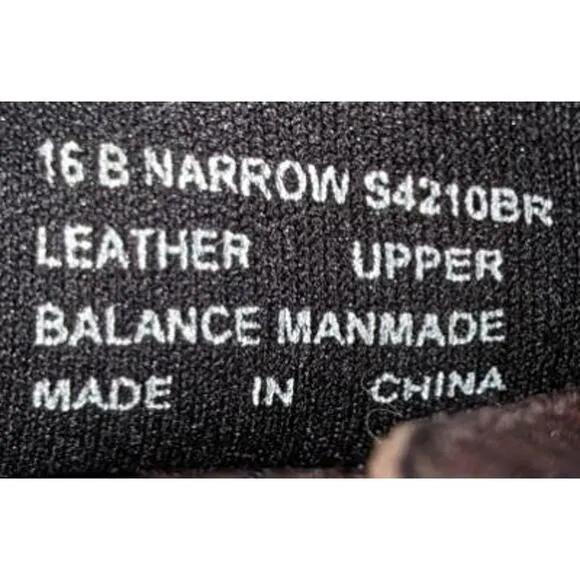 16 B NARROW S4210BR
LEATHER UPPER
BALANCE MANMADE
MADE IN CHINA